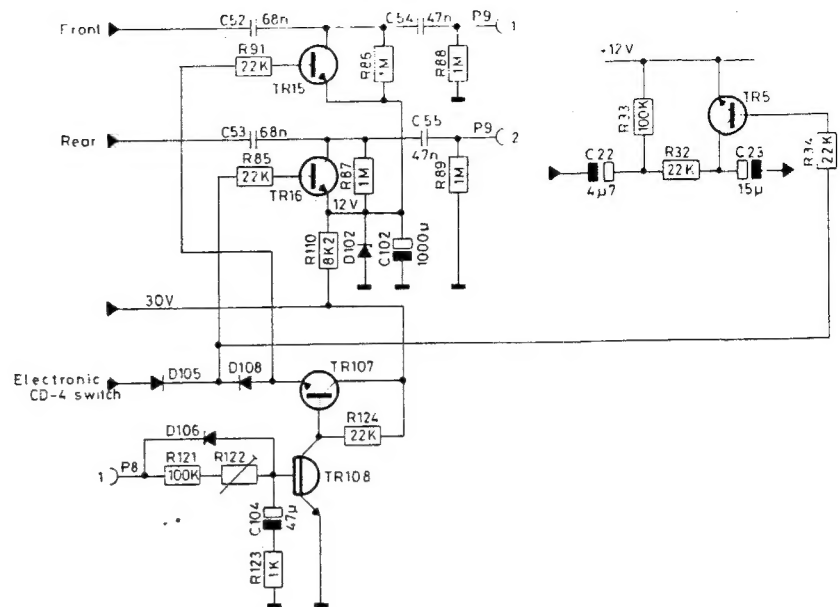 Front
C52
68n
C54
47n
P9
1
R91
22K
TR15
R86
1M
R88
1M
Rear
C53
68n
C55
47n
P9
2
R85
22K
TR16
R87
1M
R89
1M
12V
R110
8K2
D102
C102
1000µ
30V
+12V
R33
100K
TR5
R34
22K
C22
4µ7
R32
22K
C23
15µ
Electronic
CD-4 switch
D105
D108
TR107
R124
22K
D106
1
P8
R121
100K
R122
TR108
C104
47µ
R123
1K